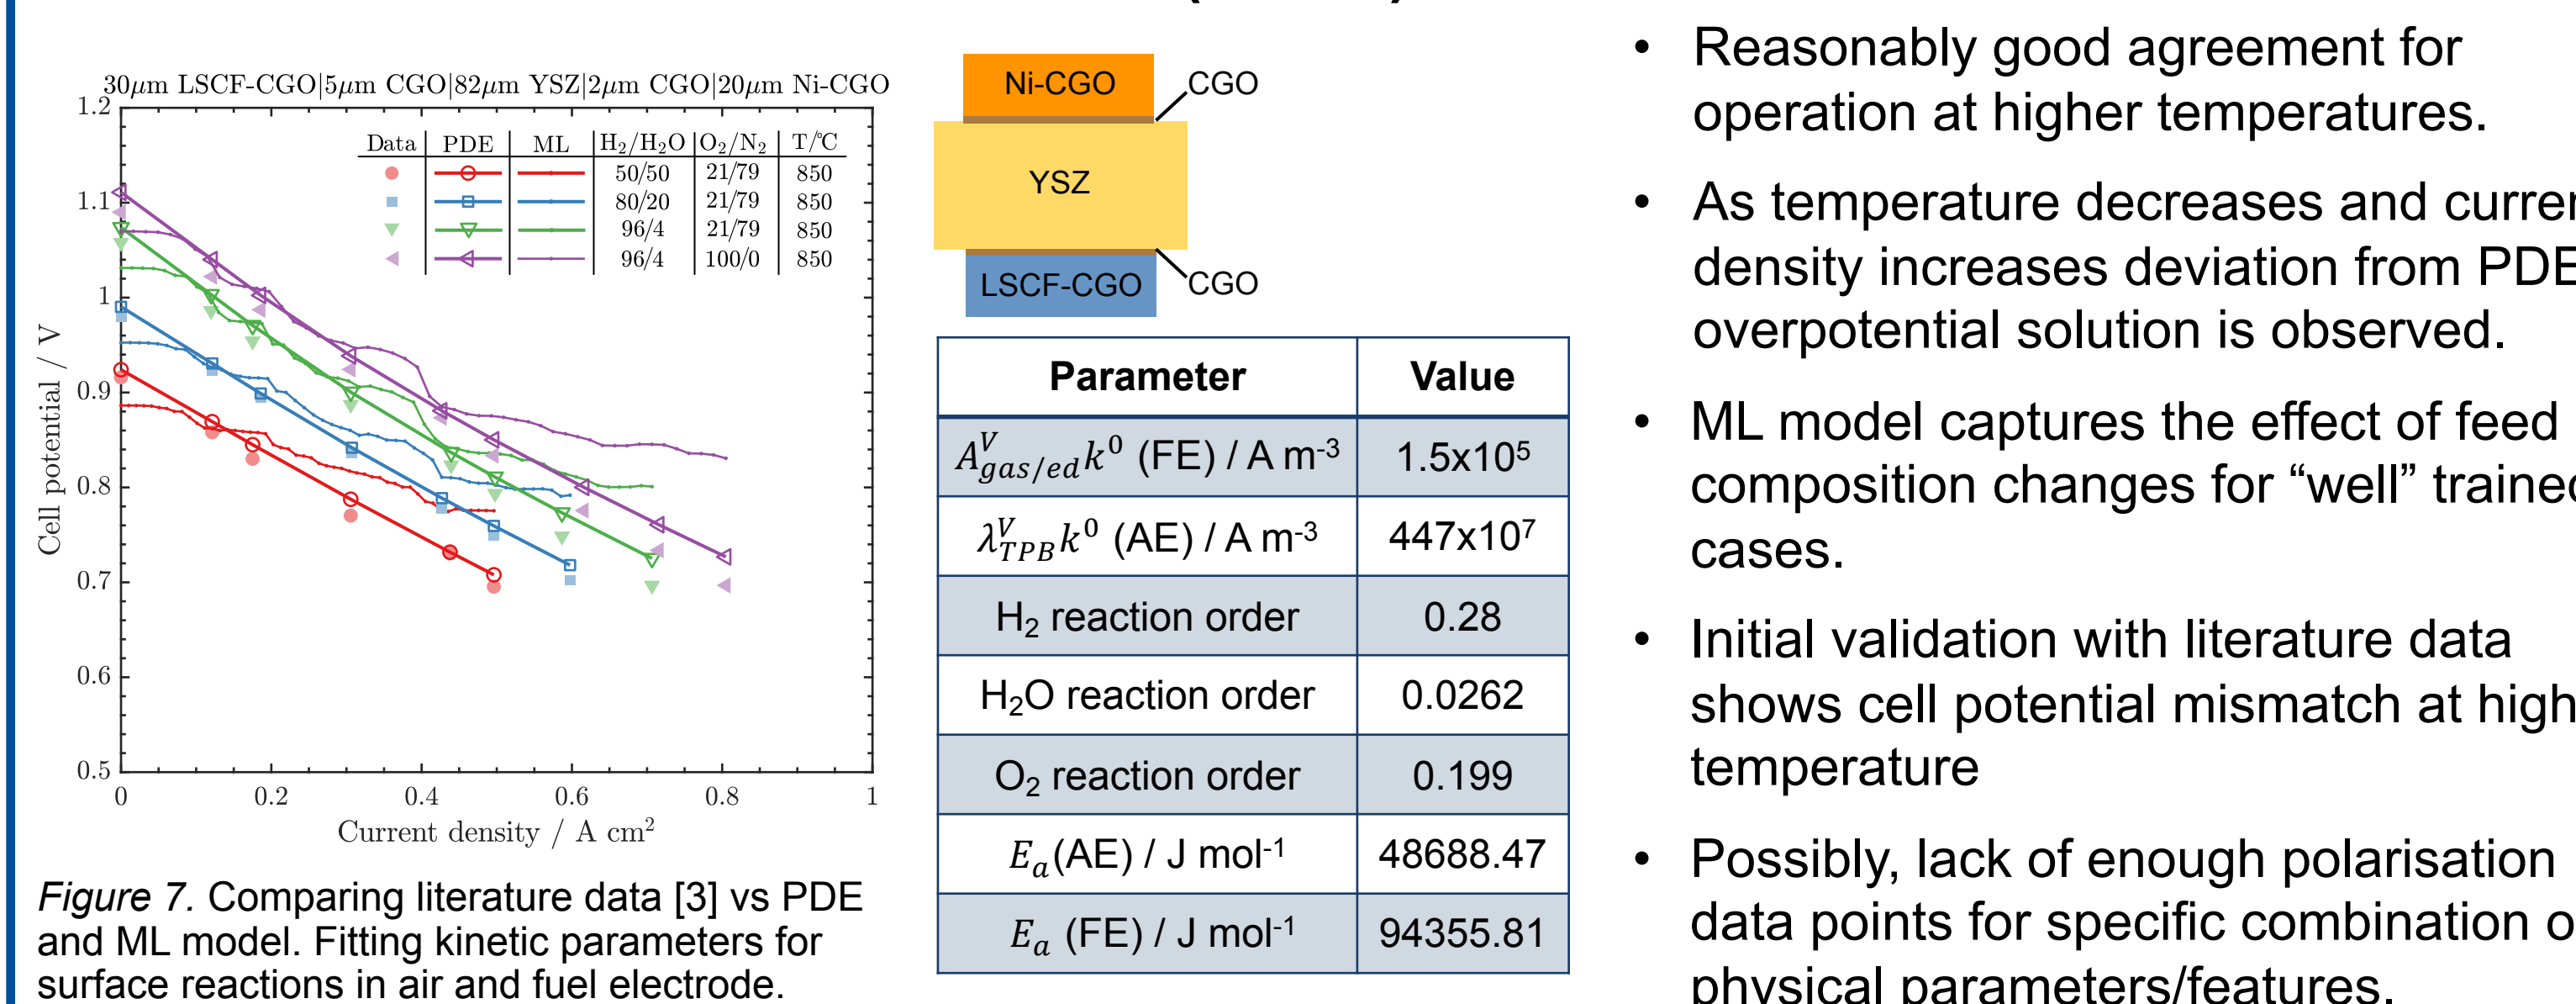 30μm LSCF-CGO|5μm CGO|82μm YSZ|2μm CGO|20μm Ni-CGO
Data PDE ML H₂/H₂O O₂/N₂ T/℃
50/50 21/79 850
80/20 21/79 850
96/4 21/79 850
96/4 100/0 850
1.2
1.1
1
0.9
0.8
0.7
0.6
0.5
Cell potential / V
0 0.2 0.4 0.6 0.8 1
Current density / A cm²
Figure 7. Comparing literature data [3] vs PDE
and ML model. Fitting kinetic parameters for
surface reactions in air and fuel electrode.
Ni-CGO
CGO
YSZ
LSCF-CGO
CGO
Parameter Value
A^V_gas/ed k⁰ (FE) / A m⁻³ 1.5x10⁵
λ^V_TPB k⁰ (AE) / A m⁻³ 447x10⁷
H₂ reaction order 0.28
H₂O reaction order 0.0262
O₂ reaction order 0.199
Eₐ(AE) / J mol⁻¹ 48688.47
Eₐ (FE) / J mol⁻¹ 94355.81
• Reasonably good agreement for
operation at higher temperatures.
• As temperature decreases and curren
density increases deviation from PDE
overpotential solution is observed.
• ML model captures the effect of feed
composition changes for “well” trained
cases.
• Initial validation with literature data
shows cell potential mismatch at high
temperature
• Possibly, lack of enough polarisation
data points for specific combination o
physical parameters/features.